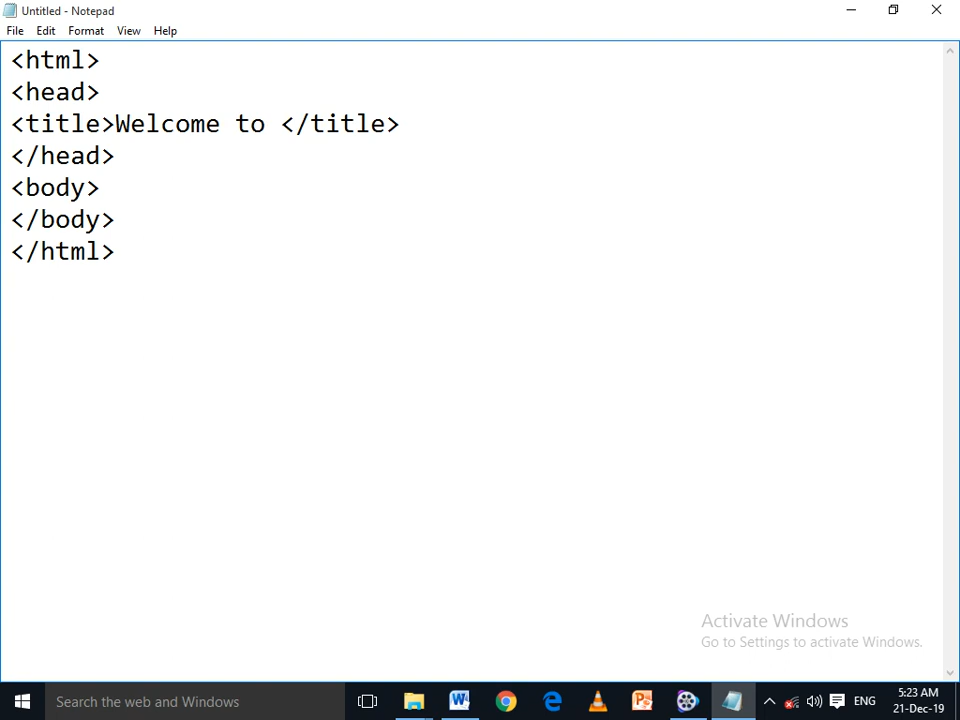 Untitled - Notepad
File Edit Format View Help
<html>
<head>
<title>Welcome to </title>
</head>
<body>
</body>
</html>
Activate Windows
Go to Settings to activate Windows.
Search the web and Windows
ENG
5:23 AM
21-Dec-19